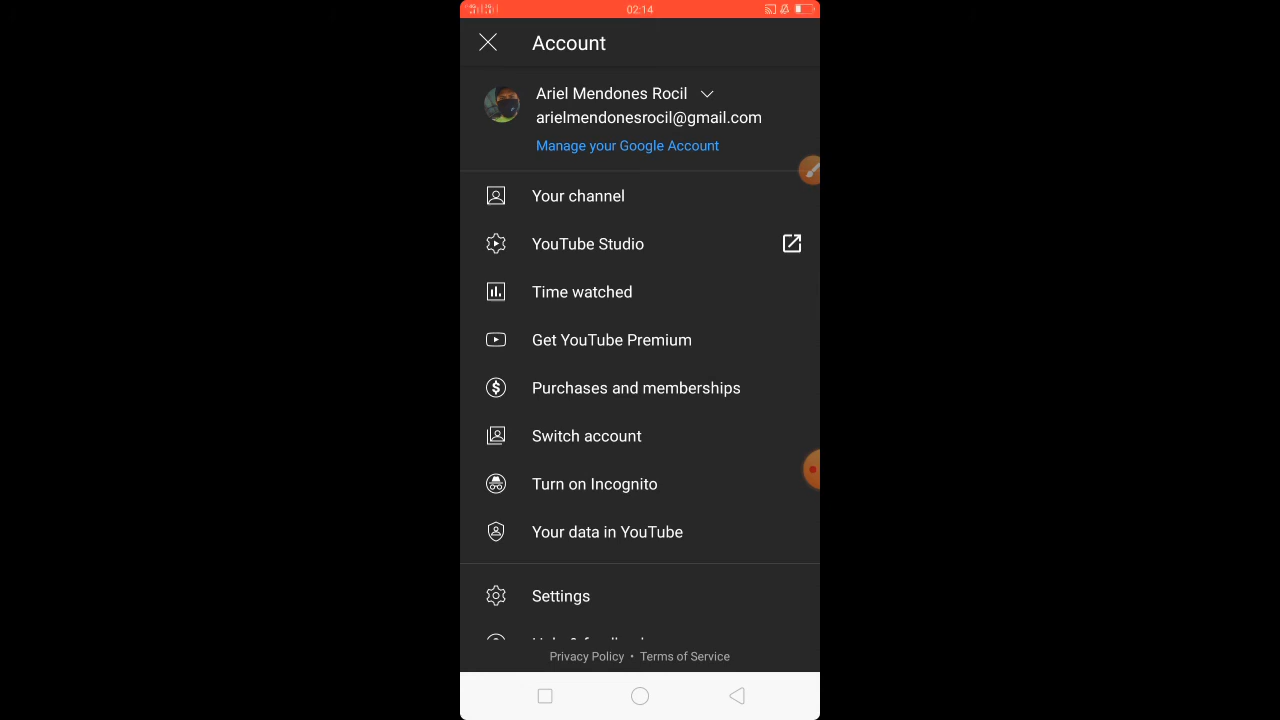 02:14
Account
Ariel Mendones Rocil
arielmendonesrocil@gmail.com
Manage your Google Account
Your channel
YouTube Studio
Time watched
Get YouTube Premium
Purchases and memberships
Switch account
Turn on Incognito
Your data in YouTube
Settings
Privacy Policy • Terms of Service